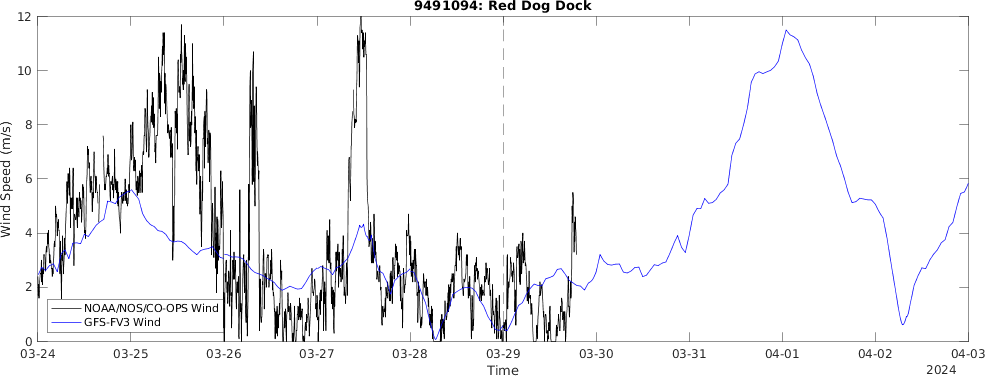 9491094: Red Dog Dock
Wind Speed (m/s)
12
10
8
6
4
2
0
NOAA/NOS/CO-OPS Wind
GFS-FV3 Wind
03-24 03-25 03-26 03-27 03-28 03-29 03-30 03-31 04-01 04-02 04-03
Time
2024